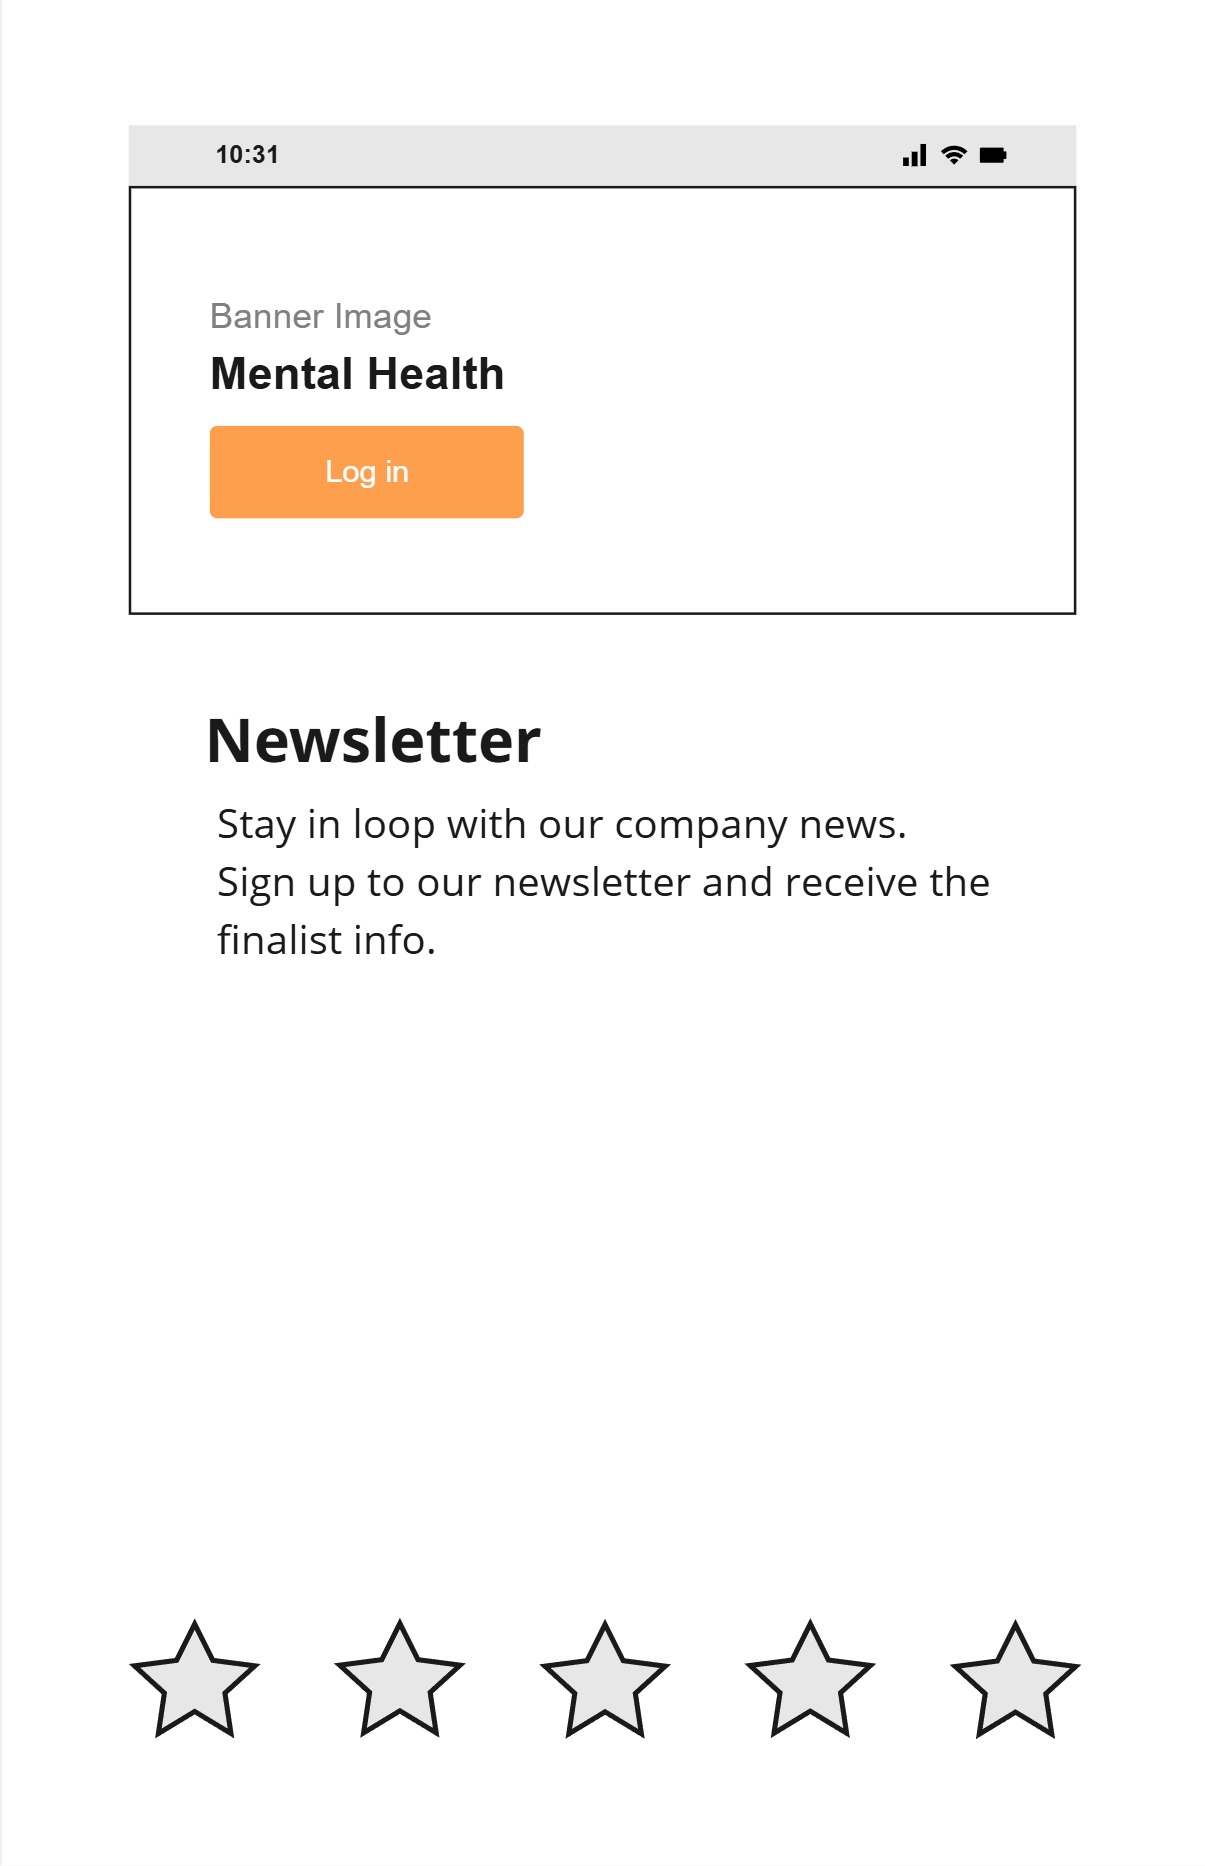 10:31
Banner Image
Mental Health
Log in
Newsletter
Stay in loop with our company news.
Sign up to our newsletter and receive the
finalist info.